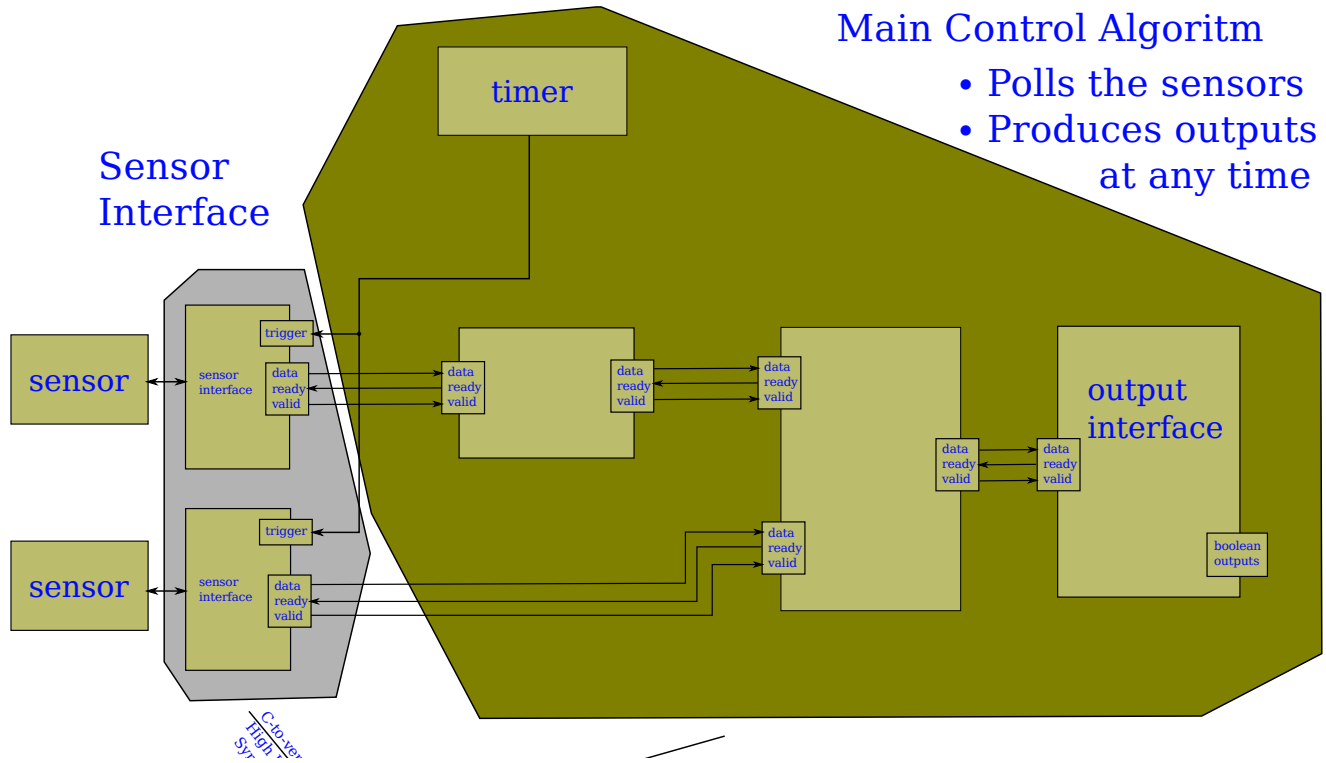 Main Control Algoritm
• Polls the sensors
• Produces outputs
at any time
timer
Sensor
Interface
trigger
sensor
sensor
interface
data
ready
valid
data
ready
valid
data
ready
valid
data
ready
valid
output
interface
data
ready
valid
data
ready
valid
trigger
sensor
sensor
interface
data
ready
valid
data
ready
valid
boolean
outputs
High